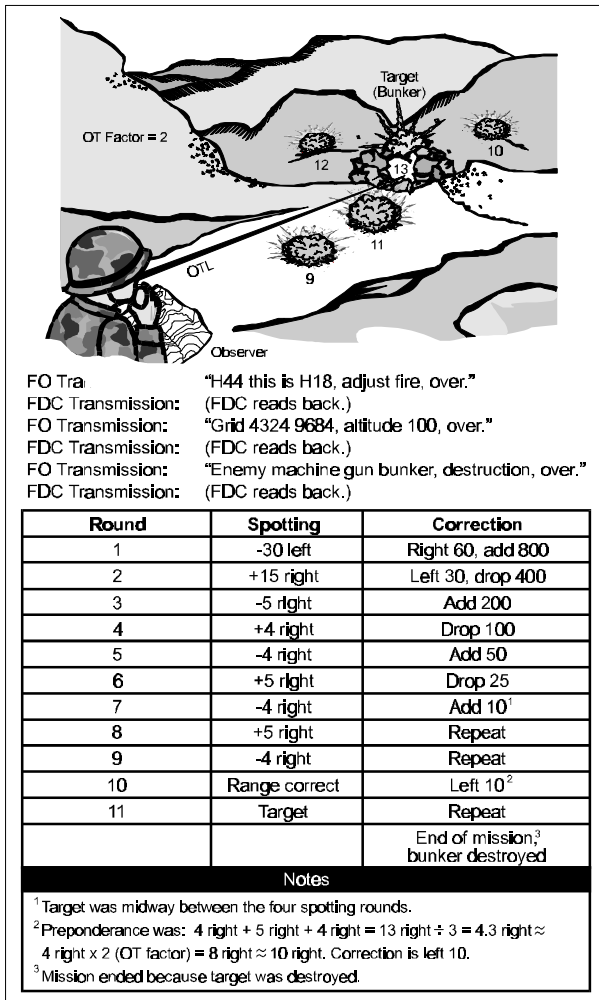 Target
(Bunker)
OT Factor = 2
12
13
10
11
9
OTL
Observer
FO Tra "H44 this is H18, adjust fire, over."
FDC Transmission: (FDC reads back.)
FO Transmission: "Grid 4324 9684, altitude 100, over."
FDC Transmission: (FDC reads back.)
FO Transmission: "Enemy machine gun bunker, destruction, over."
FDC Transmission: (FDC reads back.)
Round Spotting Correction
1 -30 left Right 60, add 800
2 +15 right Left 30, drop 400
3 -5 right Add 200
4 +4 right Drop 100
5 -4 right Add 50
6 +5 right Drop 25
7 -4 right Add 10¹
8 +5 right Repeat
9 -4 right Repeat
10 Range correct Left 10²
11 Target Repeat
End of mission,³
bunker destroyed
Notes
¹ Target was midway between the four spotting rounds.
² Preponderance was: 4 right + 5 right + 4 right = 13 right ÷ 3 = 4.3 right ≈
4 right x 2 (OT factor) = 8 right ≈ 10 right. Correction is left 10.
³ Mission ended because target was destroyed.